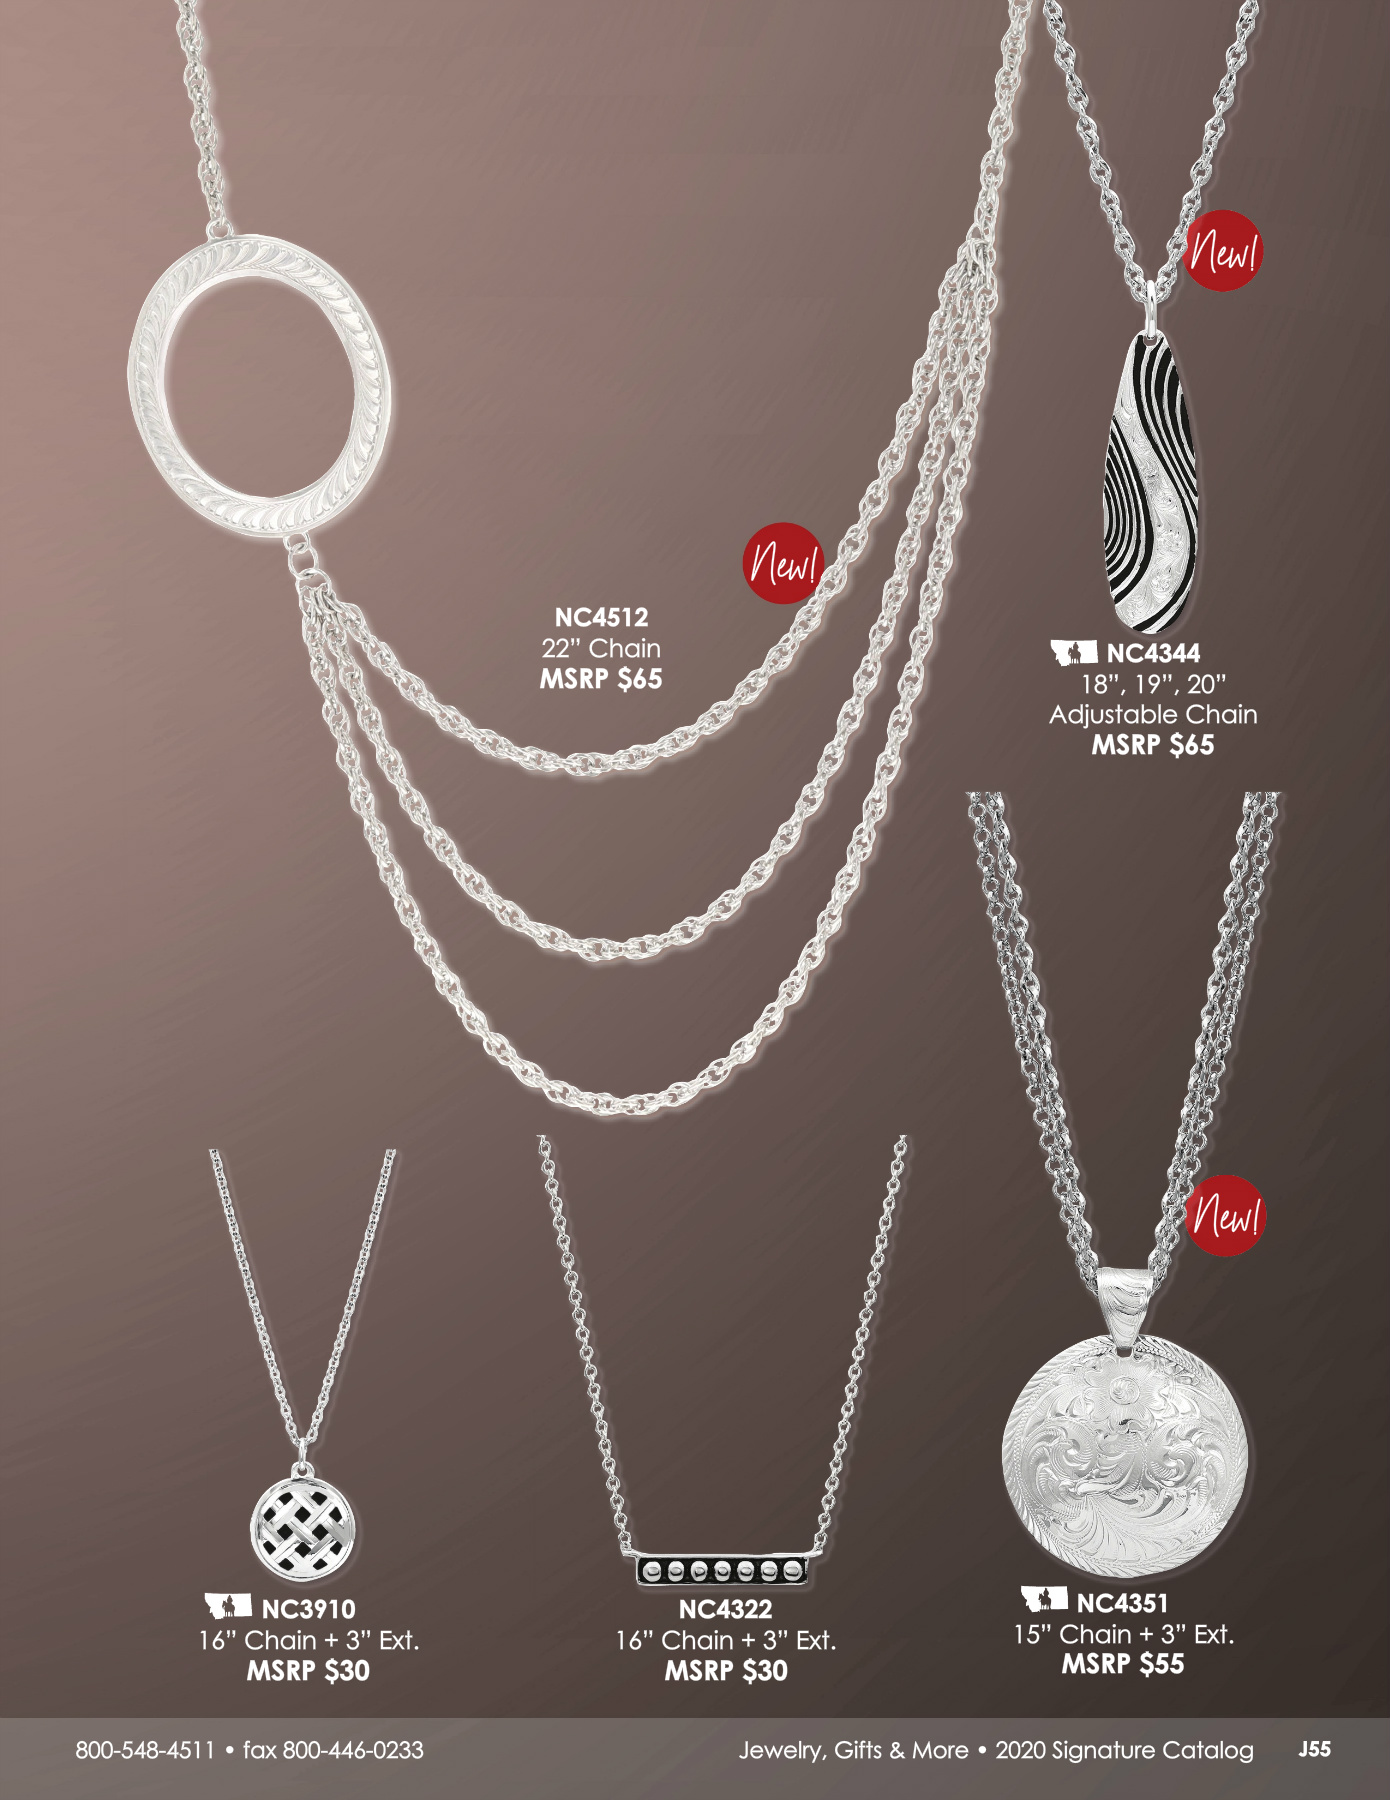 New!
New!
NC4512
22” Chain
MSRP $65
NC4344
18”, 19”, 20”
Adjustable Chain
MSRP $65
New!
NC3910
16” Chain + 3” Ext.
MSRP $30
NC4322
16” Chain + 3” Ext.
MSRP $30
NC4351
15” Chain + 3” Ext.
MSRP $55
800-548-4511 • fax 800-446-0233
Jewelry, Gifts & More • 2020 Signature Catalog J55